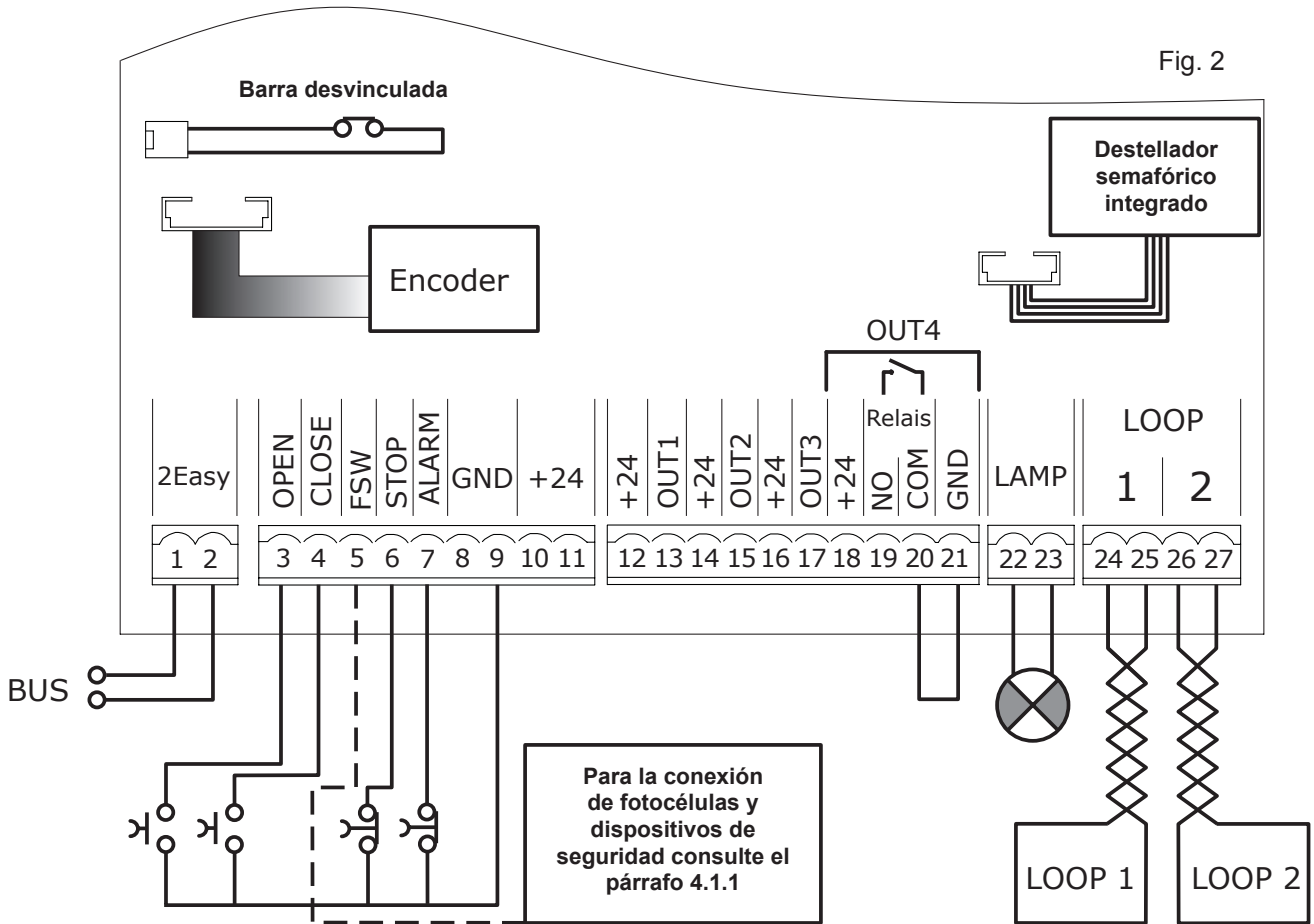 Fig. 2
Barra desvinculada
Destellador
semafórico
integrado
Encoder
OUT4
2Easy
OPEN
CLOSE
FSW
STOP
ALARM
GND
+24
+24
OUT1
+24
OUT2
+24
OUT3
+24
Relais
NO
COM
GND
LAMP
LOOP
1 2
1 2 3 4 5 6 7 8 9 10 11 12 13 14 15 16 17 18 19 20 21 22 23 24 25 26 27
BUS
Para la conexión
de fotocélulas y
dispositivos de
seguridad consulte el
párrafo 4.1.1
LOOP 1
LOOP 2